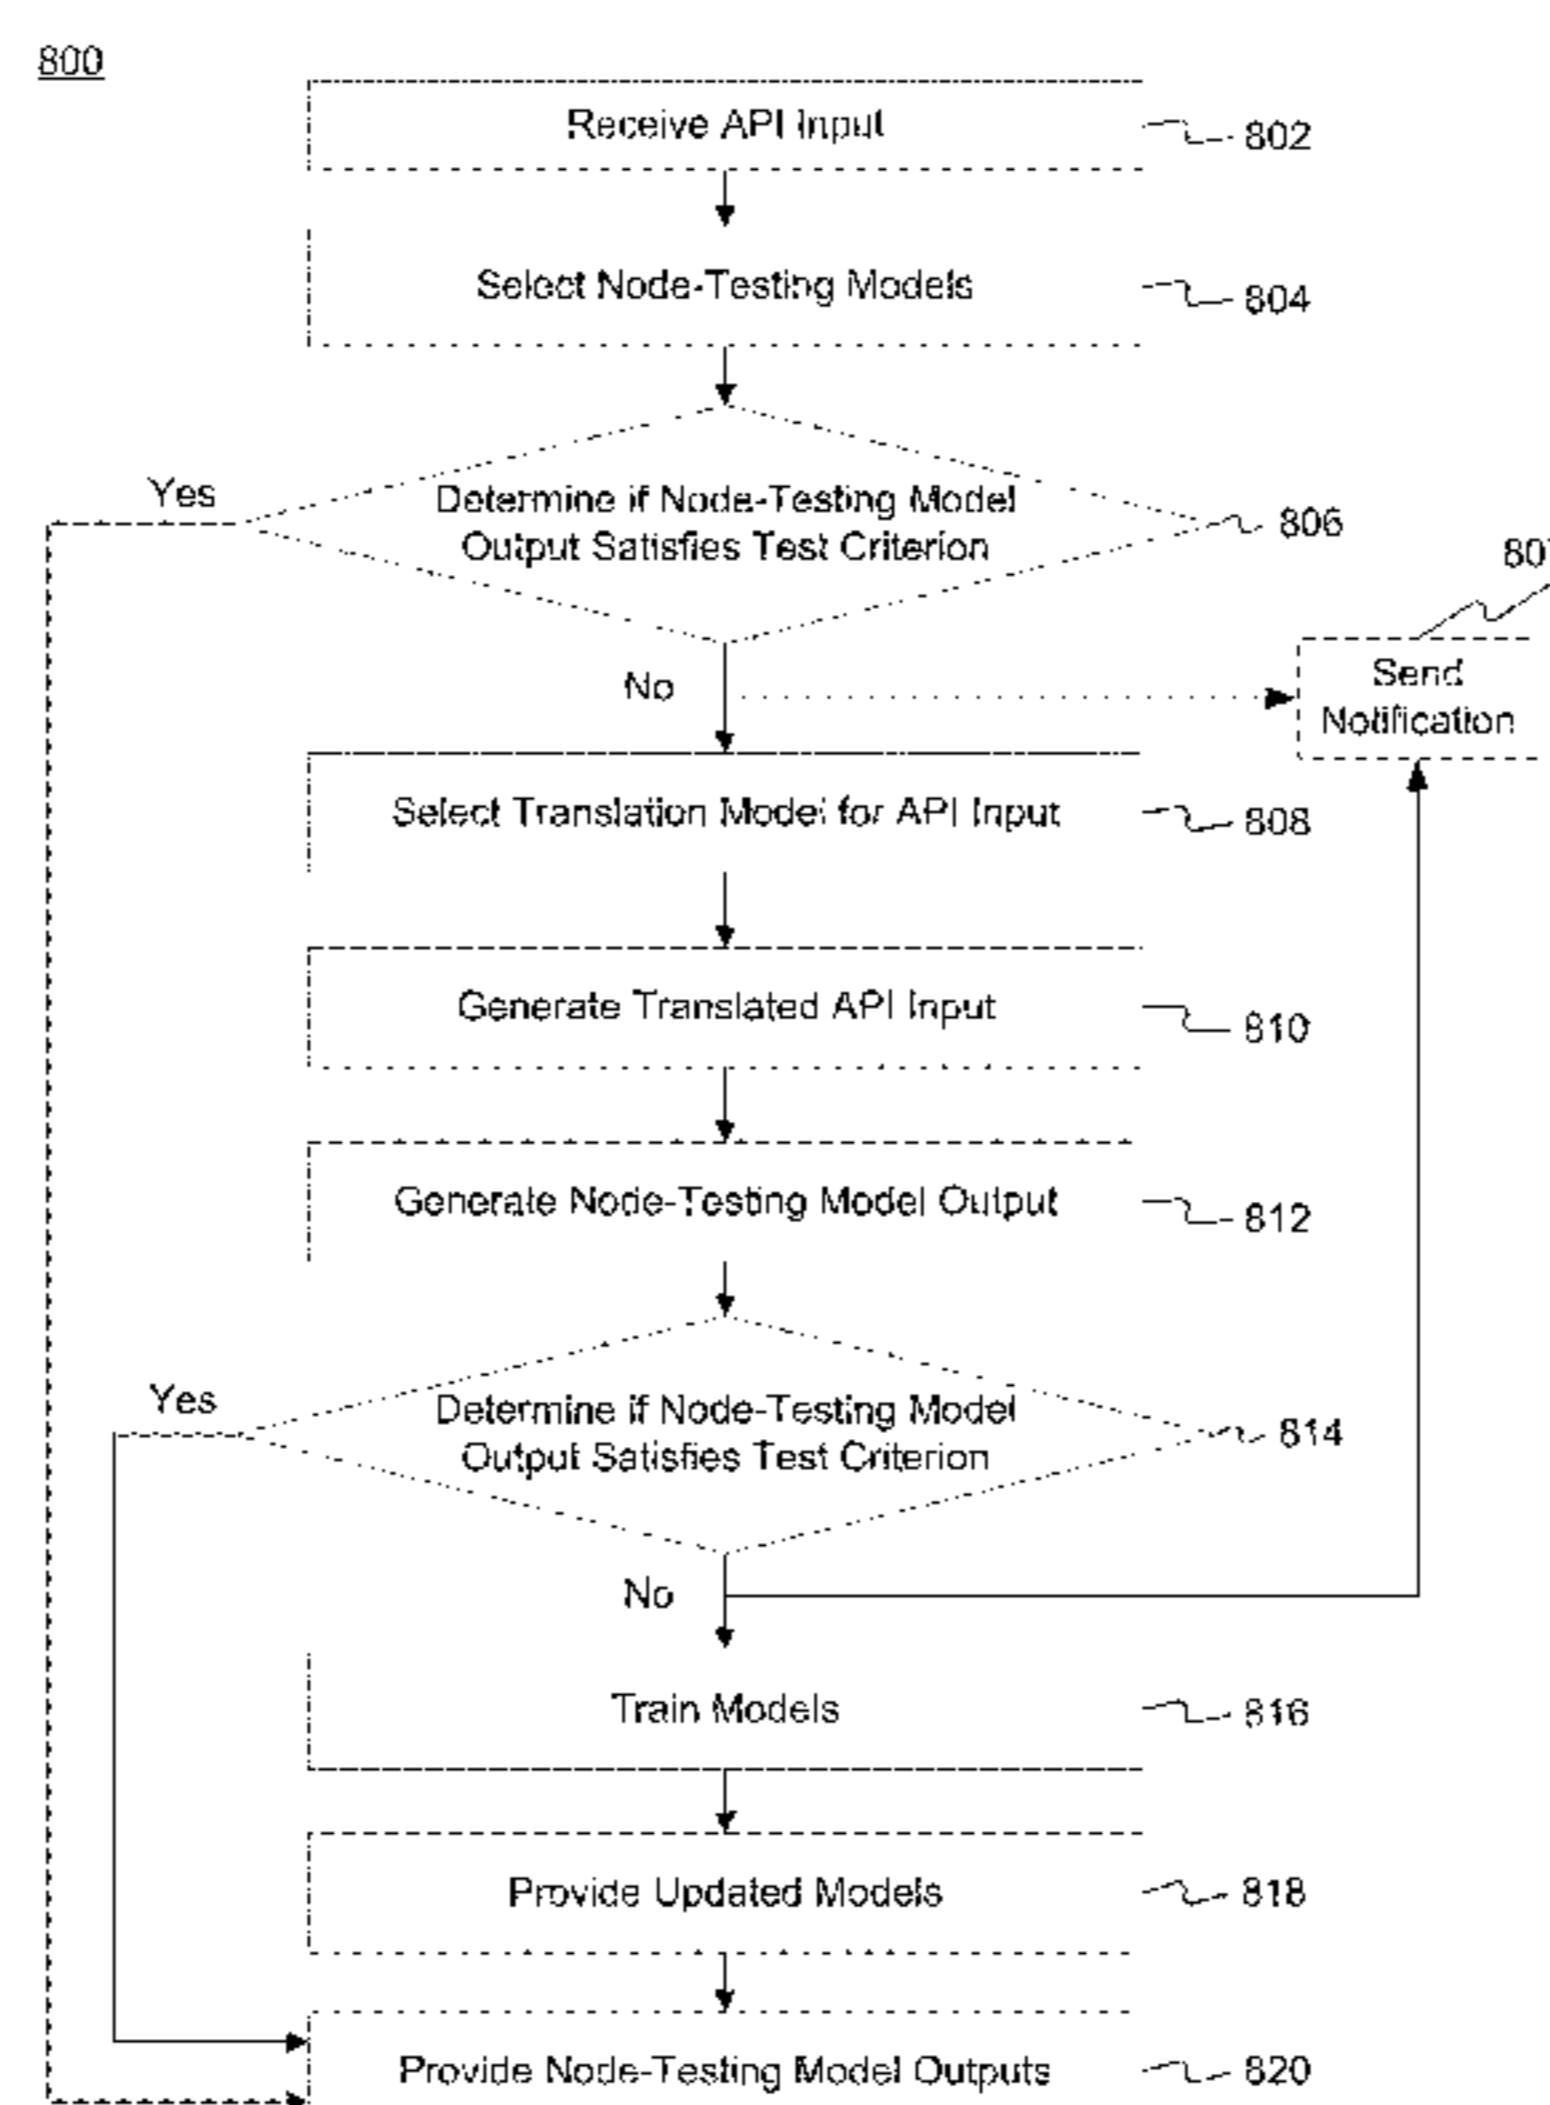 800
Receive API Input
802
Select Node-Testing Models
804
Yes
Determine if Node-Testing Model
Output Satisfies Test Criterion
806
No
Send
Notification
Select Translation Model for API Input
808
Generate Translated API Input
810
Generate Node-Testing Model Output
812
Yes
Determine if Node-Testing Model
Output Satisfies Test Criterion
814
No
Train Models
816
Provide Updated Models
818
Provide Node-Testing Model Outputs
820